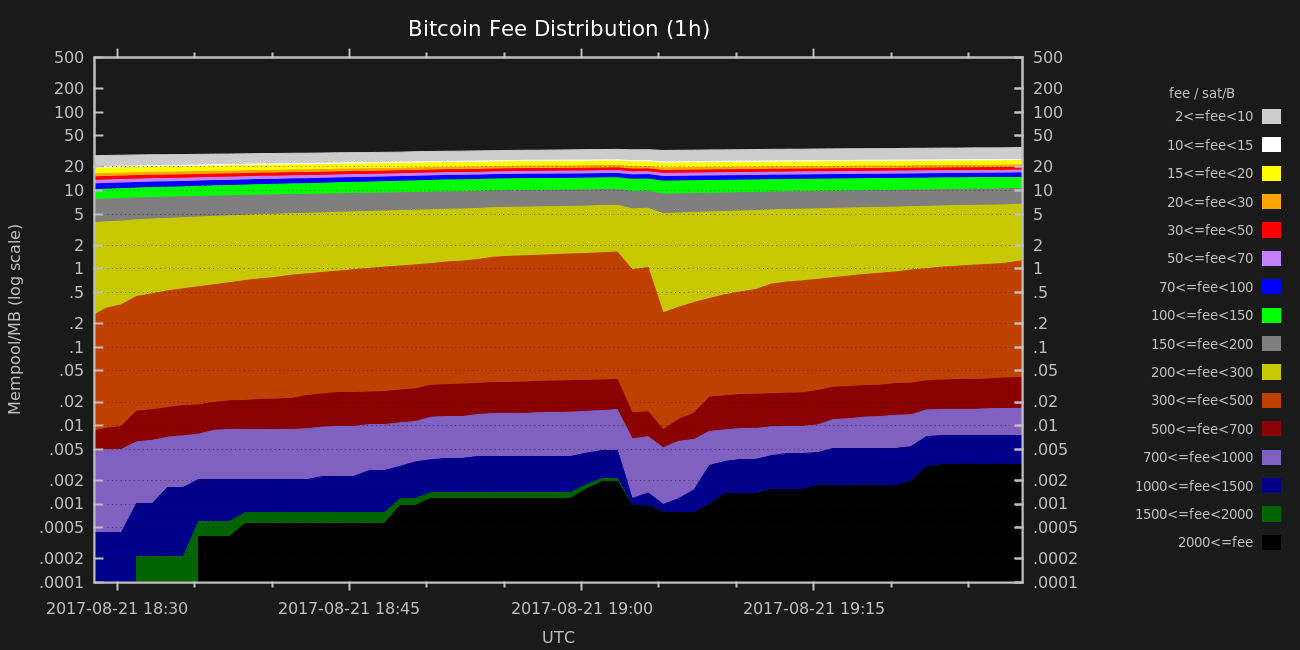 Bitcoin Fee Distribution (1h)
500
200
100
50
20
10
5
2
1
.5
.2
.1
.05
.02
.01
.005
.002
.001
.0005
.0002
.0001
Mempool/MB (log scale)
2017-08-21 18:30 2017-08-21 18:45 2017-08-21 19:00 2017-08-21 19:15
UTC
500
200
100
50
20
10
5
2
1
.5
.2
.1
.05
.02
.01
.005
.002
.001
.0005
.0002
.0001
fee / sat/B
2<=fee<10
10<=fee<15
15<=fee<20
20<=fee<30
30<=fee<50
50<=fee<70
70<=fee<100
100<=fee<150
150<=fee<200
200<=fee<300
300<=fee<500
500<=fee<700
700<=fee<1000
1000<=fee<1500
1500<=fee<2000
2000<=fee